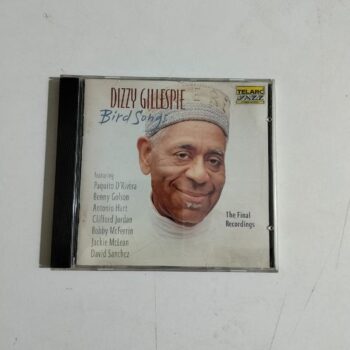 DIZZY GILLESPIE
Bird Songs
TELARC
JAZZ
featuring
Paquito D'Rivera
Benny Golson
Antonio Hart
Clifford Jordan
Bobby McFerrin
Jackie McLean
David Sanchez
The Final
Recordings